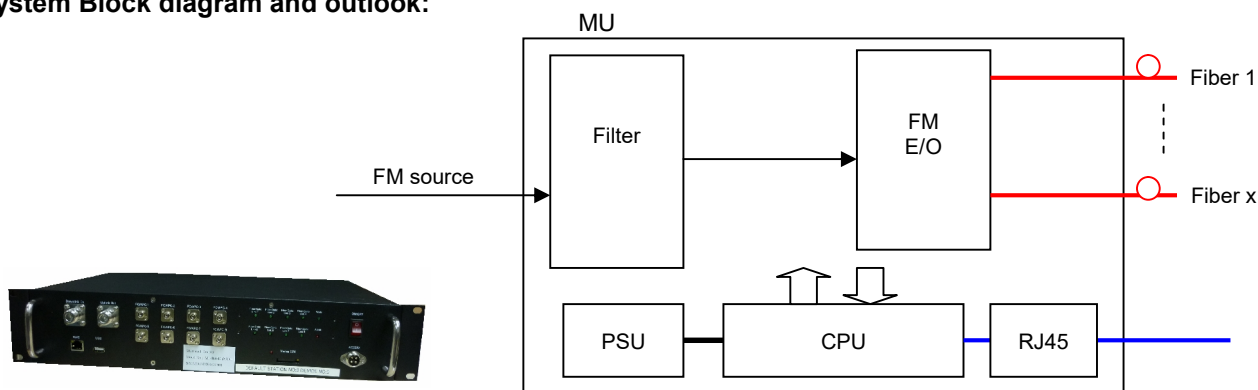 ystem Block diagram and outlook:
MU
Filter
FM
E/O
Fiber 1
FM source
Fiber x
PSU
CPU
RJ45